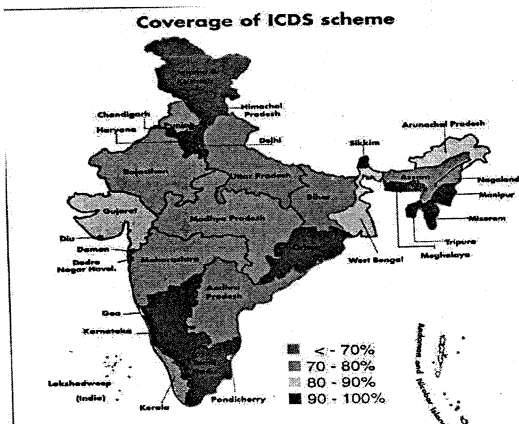 Coverage of ICDS scheme
Himachal
Pradesh
Chandigarh
Haryana
Delhi
Arunachal Pradesh
Sikkim
Rajasthan
Uttar Pradesh
Assam
Nagaland
Manipur
Bihar
Gujarat
Madhya Pradesh
Mizoram
Diu
Tripura
Daman
West Bengal
Meghalaya
Dadra
Nagar Havel.
Maharashtra
Andhra
Pradesh
Goa
Karnataka
< - 70%
70 - 80%
80 - 90%
90 - 100%
Lakshadweep
(India)
Kerala
Pondicherry
Andaman and Nicobar Islan